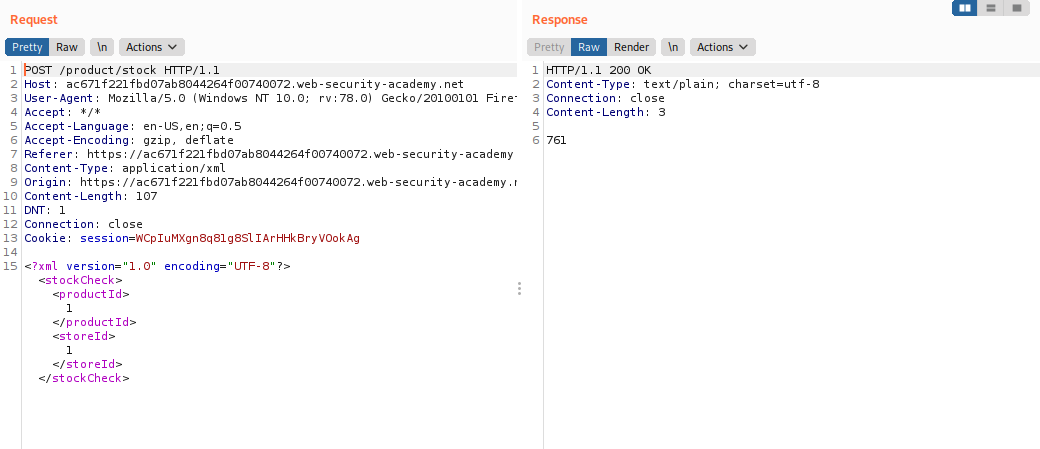 Request
Pretty Raw \n Actions
1 POST /product/stock HTTP/1.1
2 Host: ac671f221fbd07ab8044264f00740072.web-security-academy.net
3 User-Agent: Mozilla/5.0 (Windows NT 10.0; rv:78.0) Gecko/20100101 Firef
4 Accept: */*
5 Accept-Language: en-US,en;q=0.5
6 Accept-Encoding: gzip, deflate
7 Referer: https://ac671f221fbd07ab8044264f00740072.web-security-academy
8 Content-Type: application/xml
9 Origin: https://ac671f221fbd07ab8044264f00740072.web-security-academy.n
10 Content-Length: 107
11 DNT: 1
12 Connection: close
13 Cookie: session=WCpIuMXgn8q81g8SlIArHHkBryVOokAg
14
15 <?xml version="1.0" encoding="UTF-8"?>
<stockCheck>
<productId>
1
</productId>
<storeId>
1
</storeId>
</stockCheck>
Response
Pretty Raw Render \n Actions
1 HTTP/1.1 200 OK
2 Content-Type: text/plain; charset=utf-8
3 Connection: close
4 Content-Length: 3
5
6 761